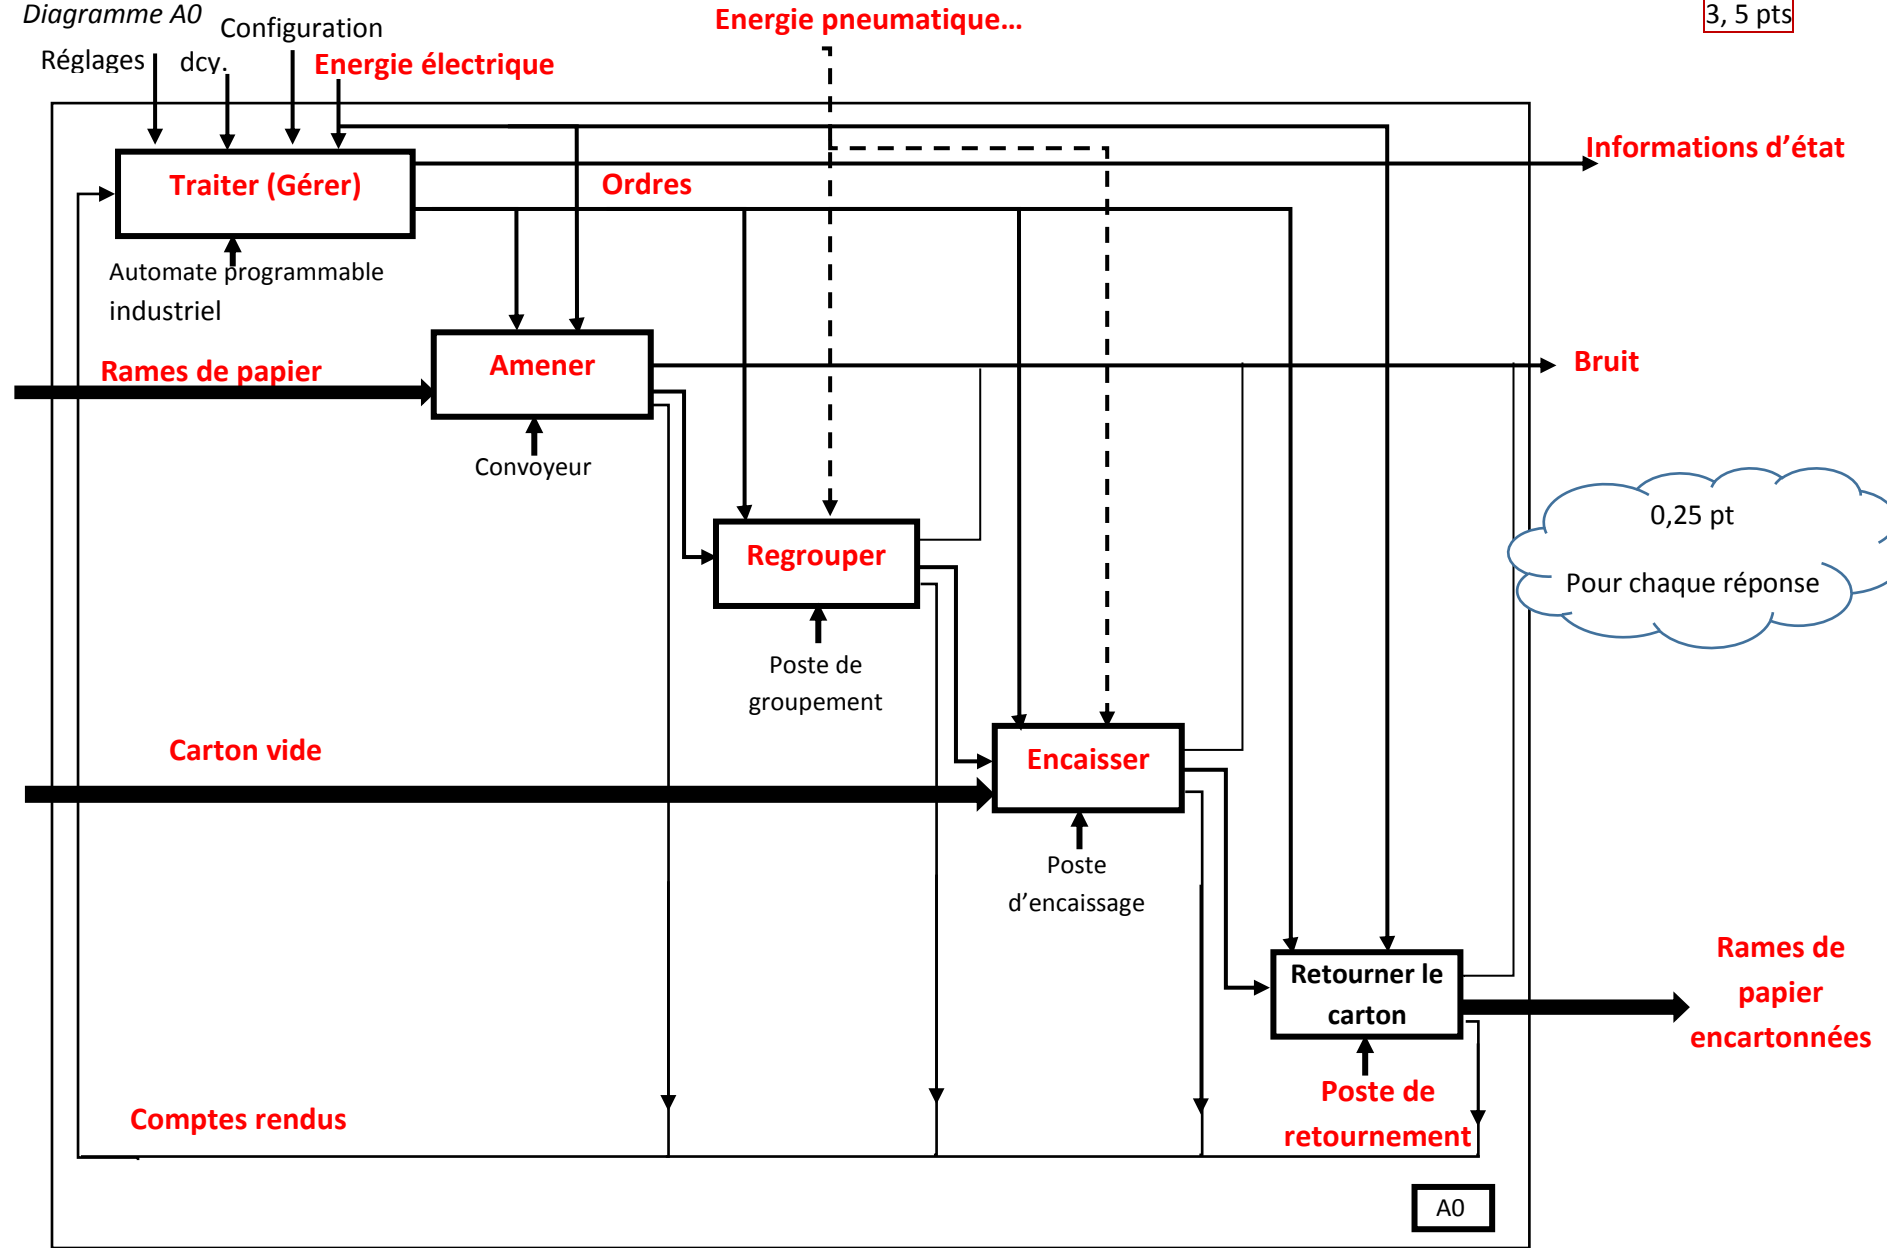 Diagramme A0
Configuration
Energie pneumatique…
3, 5 pts
Réglages
dcy.
Energie électrique
Informations d’état
Traiter (Gérer)
Ordres
Automate programmable
industriel
Rames de papier
Amener
Bruit
Convoyeur
0,25 pt
Pour chaque réponse
Regrouper
Poste de
groupement
Carton vide
Encaisser
Poste
d’encaissage
Retourner le
carton
Rames de
papier
encartonnées
Poste de
retournement
Comptes rendus
A0